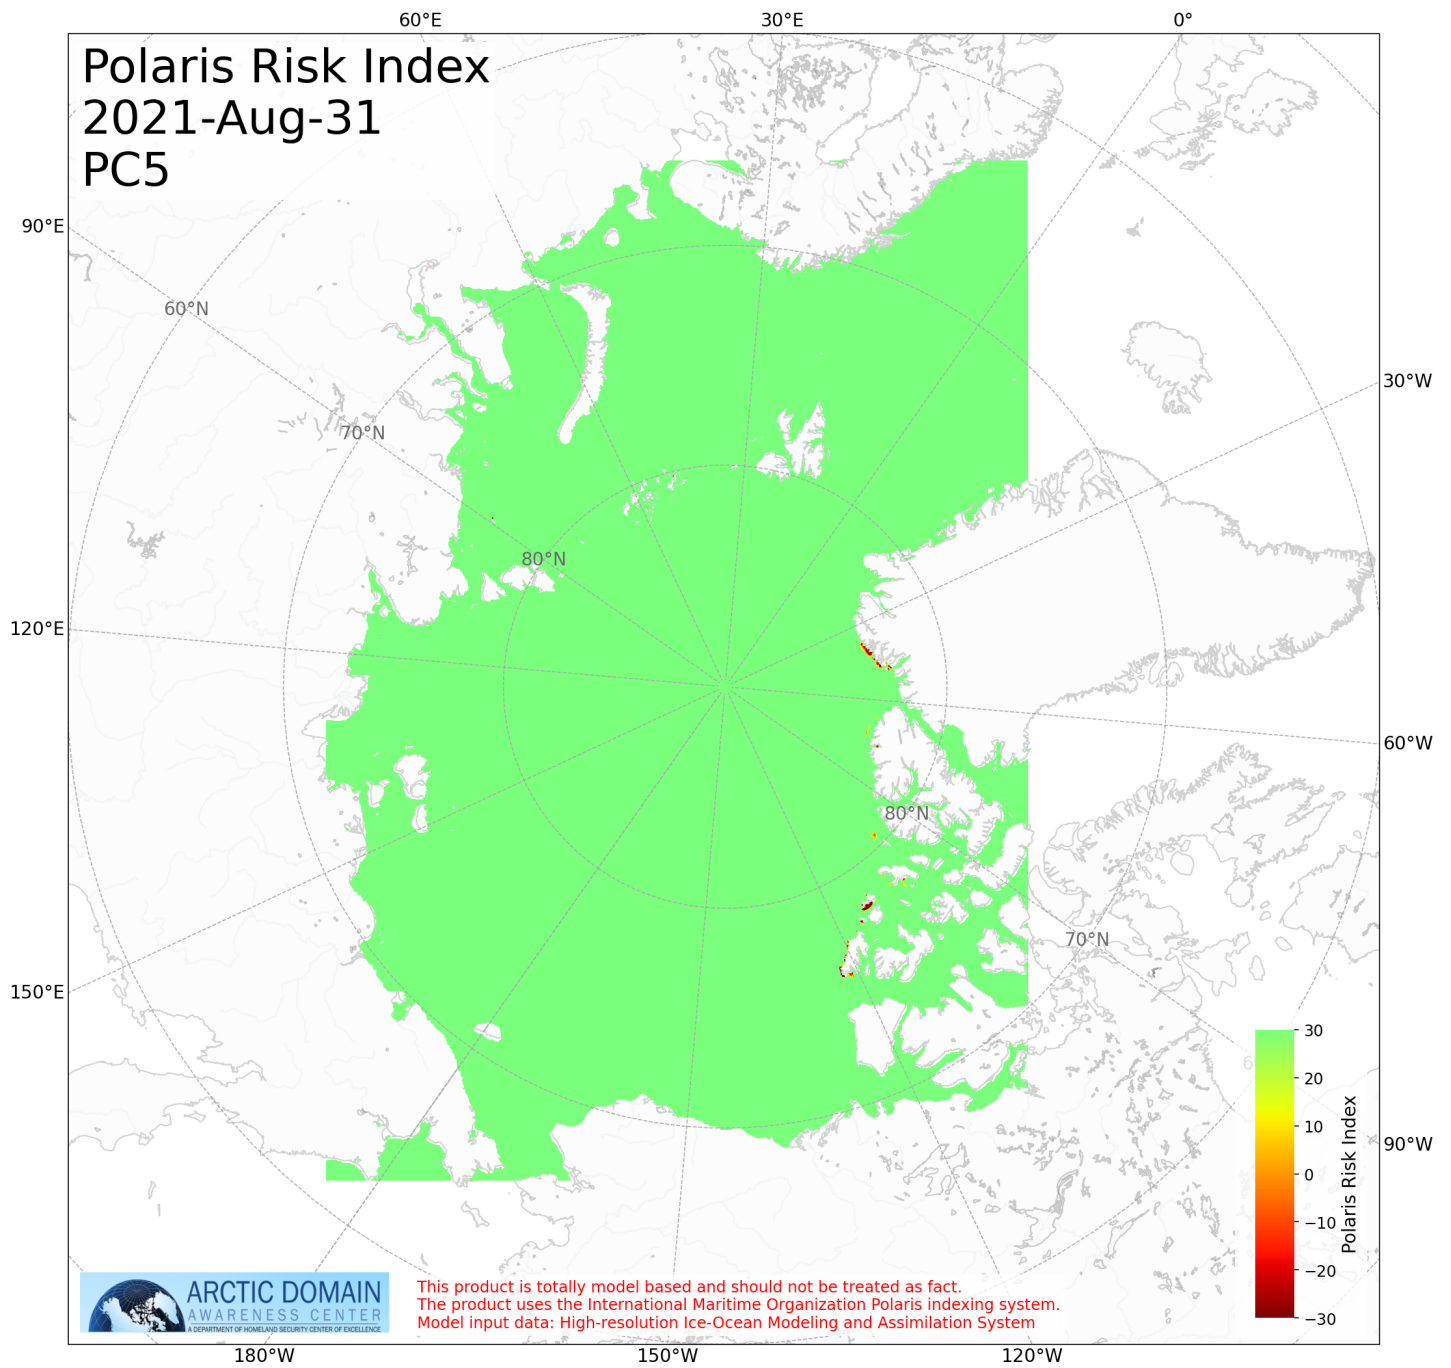 60°E 30°E 0°
Polaris Risk Index
2021-Aug-31
PC5
90°E
60°N
30°W
70°N
80°N
120°E
60°W
80°N
70°N
150°E
30
20
10
0
−10
−20
−30
Polaris Risk Index
90°W
ARCTIC DOMAIN
AWARENESS CENTER
A DEPARTMENT OF HOMELAND SECURITY CENTER OF EXCELLENCE
This product is totally model based and should not be treated as fact.
The product uses the International Maritime Organization Polaris indexing system.
Model input data: High-resolution Ice-Ocean Modeling and Assimilation System
180°W 150°W 120°W